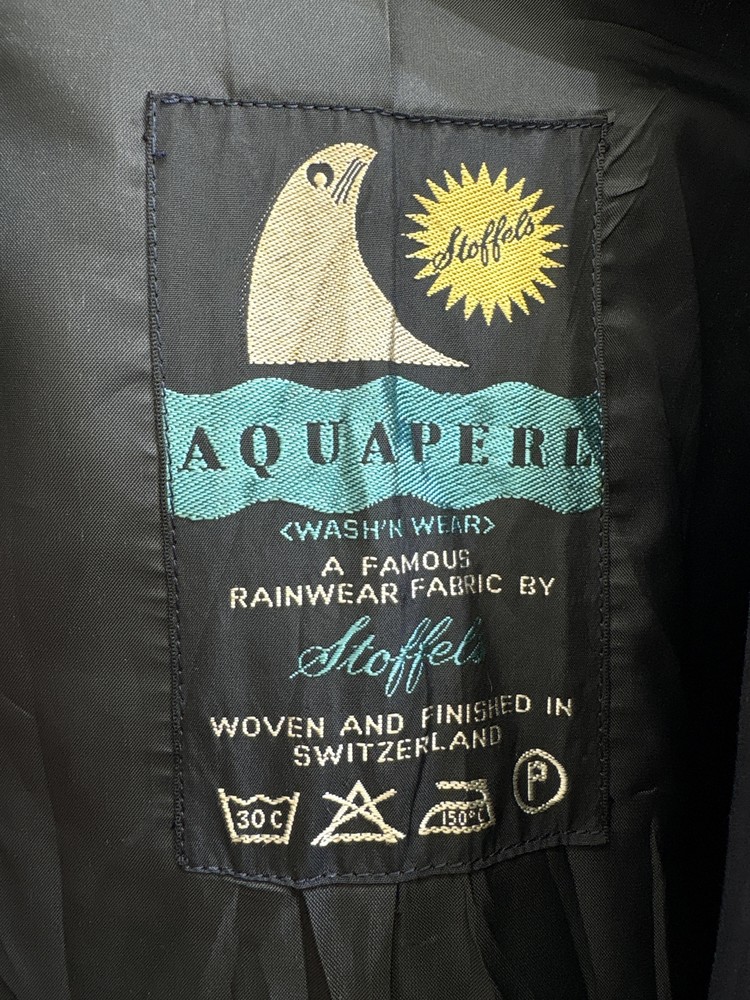 Stoffels
AQUAPERL
<WASH'N WEAR>
A FAMOUS
RAINWEAR FABRIC BY
Stoffels
WOVEN AND FINISHED IN
SWITZERLAND
30 C 150°C P